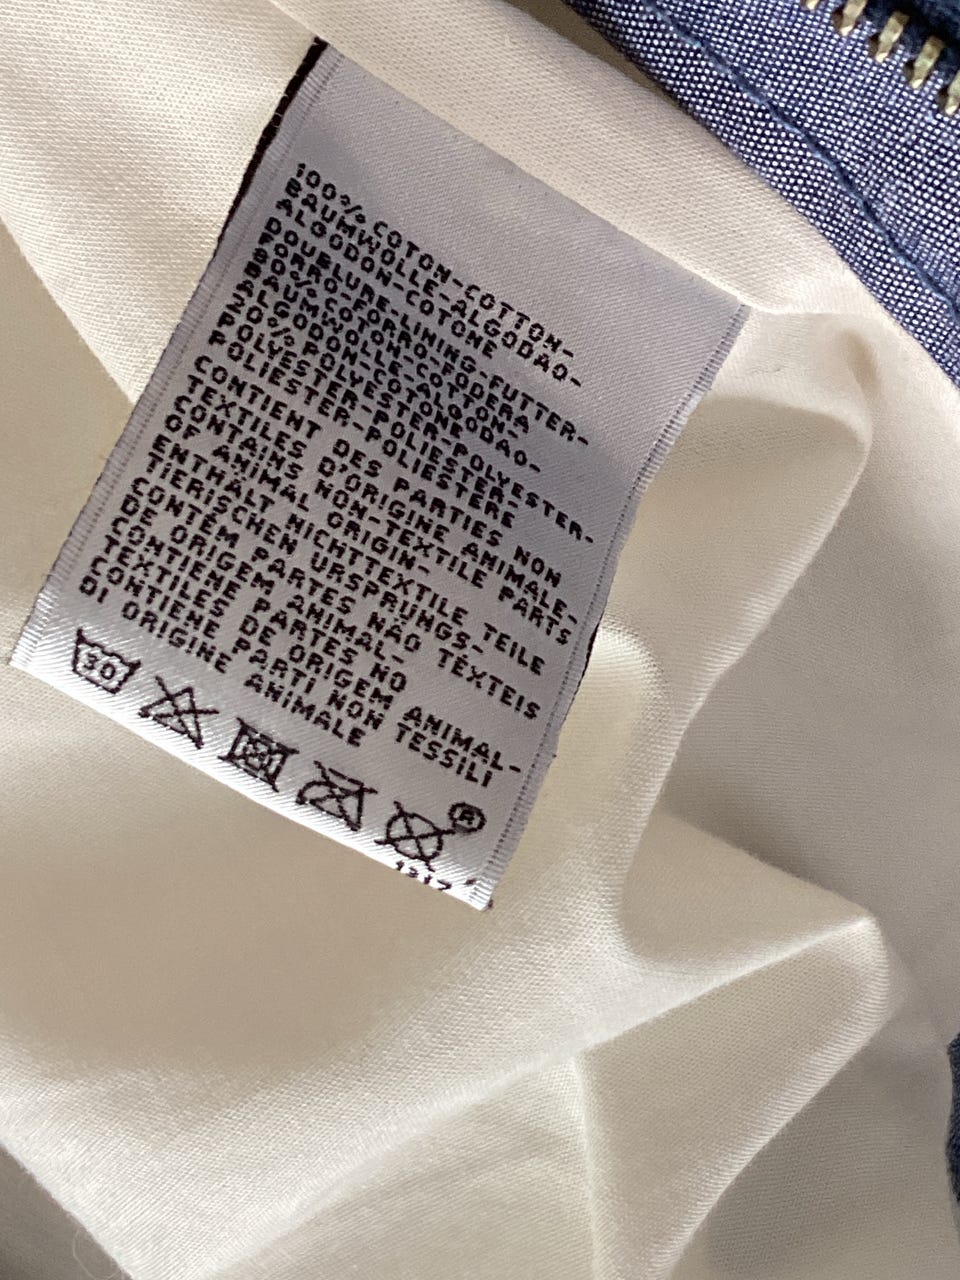 100% COTON-COTTON-
BAUMWOLLE-ALGODAO-
ALGODON-COTONE
DOUBLURE-LINING-FUTTER-
FORRO-FORRO-FODERA
80% COTON-COTTON-
BAUMWOLLE-ALGODAO-
ALGODON-COTONE
20% POLYESTER-POLYESTER-
POLYESTER-POLIESTER-
POLIESTER-POLIESTERE
CONTIENT DES PARTIES NON
TEXTILES D'ORIGINE ANIMALE-
CONTAINS NON-TEXTILE PARTS
OF ANIMAL ORIGIN-
ENTHÄLT NICHTTEXTILE TEILE
TIERISCHEN URSPRUNGS-
CONTÉM PARTES NÃO TÊXTEIS
DE ORIGEM ANIMAL-
CONTIENE PARTES NO
TEXTILES DE ORIGEM ANIMAL-
CONTIENE PARTI NON TESSILI
DI ORIGINE ANIMALE
30
R